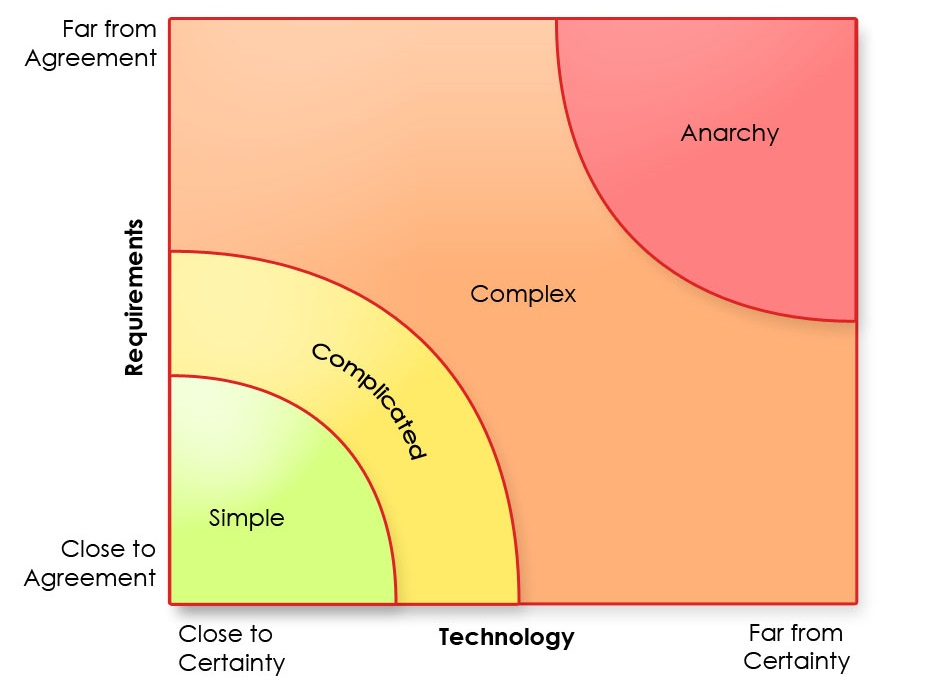 Far from
Agreement
Anarchy
Requirements
Complex
Complicated
Simple
Close to
Agreement
Close to
Certainty
Technology
Far from
Certainty